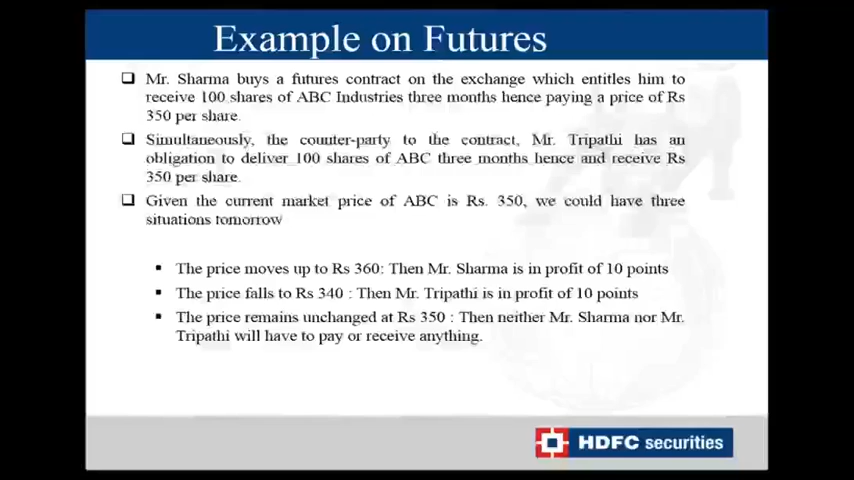 Example on Futures
❑ Mr. Sharma buys a futures contract on the exchange which entitles him to
receive 100 shares of ABC Industries three months hence paying a price of Rs
350 per share.
❑ Simultaneously, the counter-party to the contract, Mr. Tripathi has an
obligation to deliver 100 shares of ABC three months hence and receive Rs
350 per share.
❑ Given the current market price of ABC is Rs. 350, we could have three
situations tomorrow
▪ The price moves up to Rs 360: Then Mr. Sharma is in profit of 10 points
▪ The price falls to Rs 340 : Then Mr. Tripathi is in profit of 10 points
▪ The price remains unchanged at Rs 350 : Then neither Mr. Sharma nor Mr.
Tripathi will have to pay or receive anything.
HDFC securities